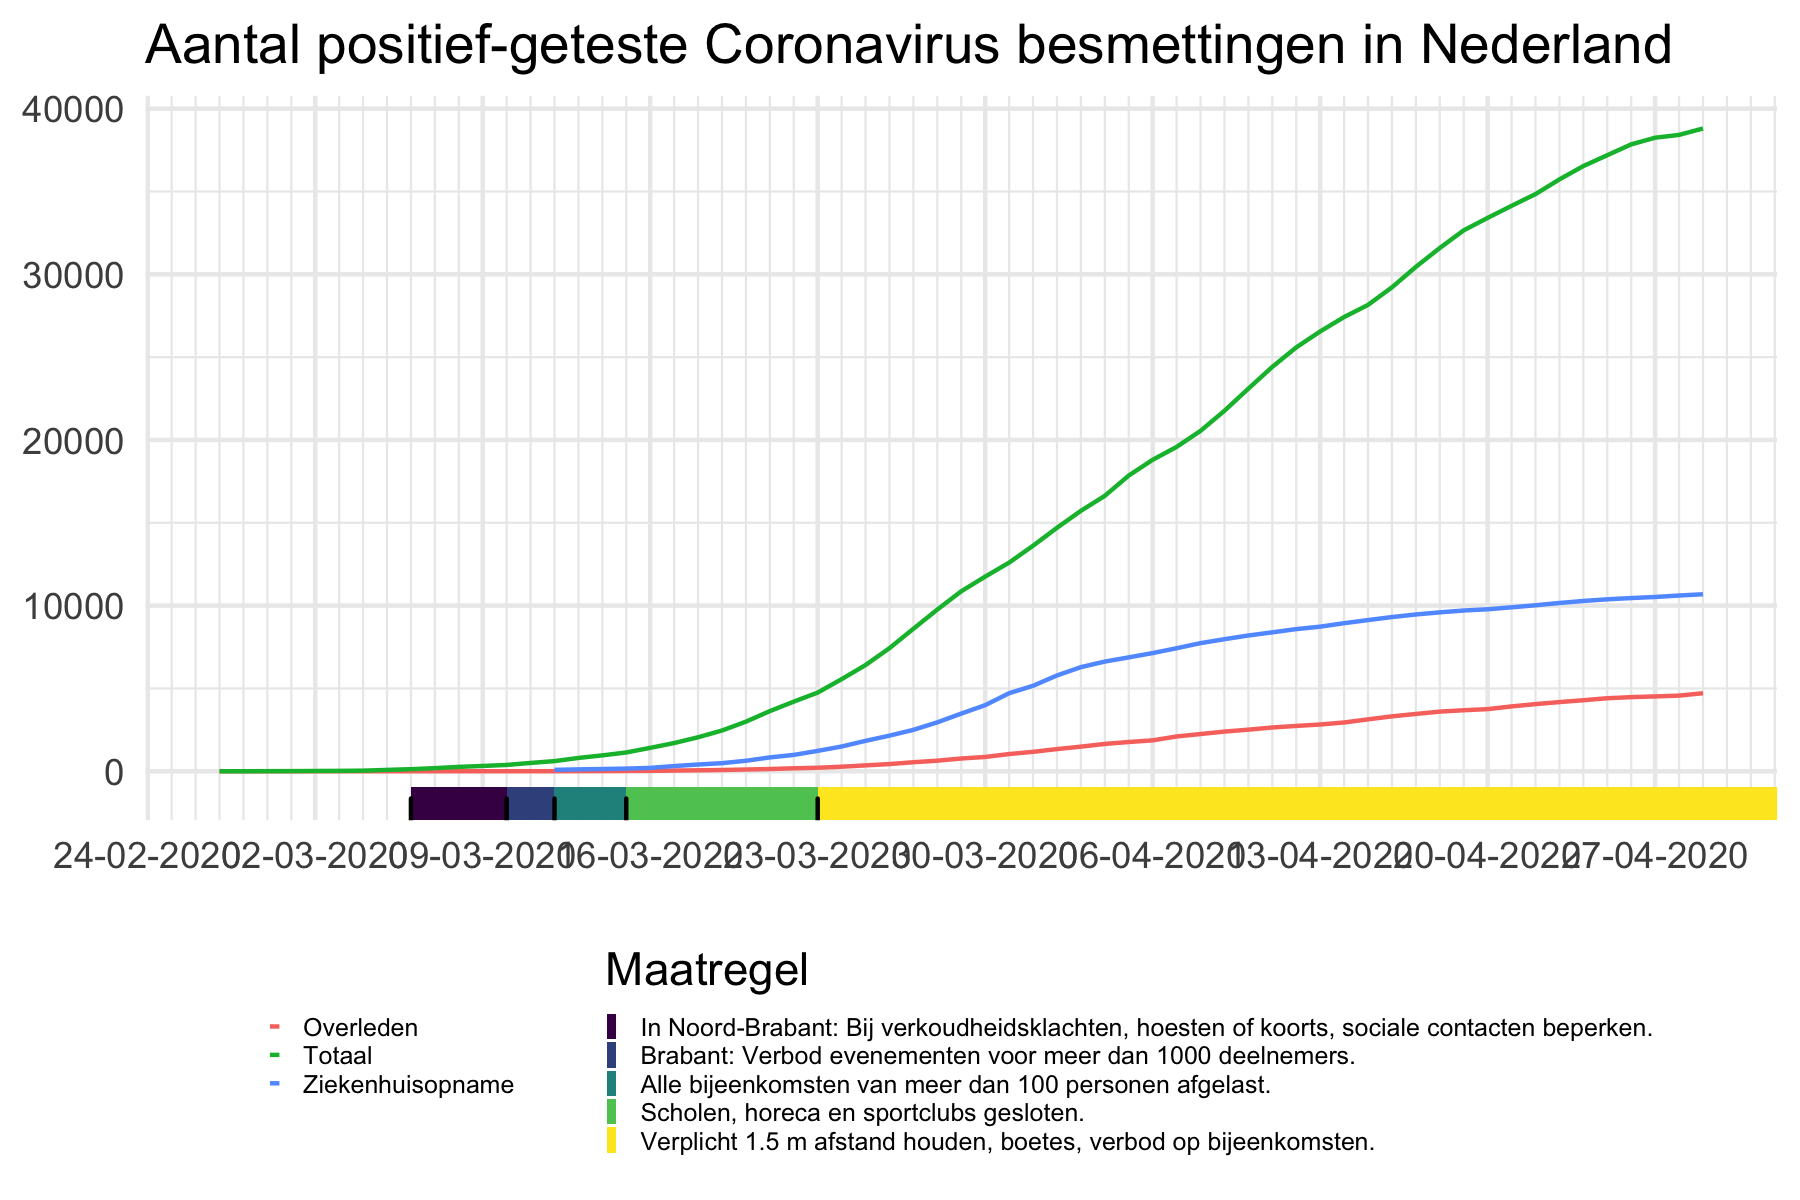 Aantal positief-geteste Coronavirus besmettingen in Nederland
40000
30000
20000
10000
0
24-02-2020 02-03-2020 09-03-2020 16-03-2020 23-03-2020 30-03-2020 06-04-2020 13-04-2020 20-04-2020 27-04-2020
Maatregel
Overleden
Totaal
Ziekenhuisopname
In Noord-Brabant: Bij verkoudheidsklachten, hoesten of koorts, sociale contacten beperken.
Brabant: Verbod evenementen voor meer dan 1000 deelnemers.
Alle bijeenkomsten van meer dan 100 personen afgelast.
Scholen, horeca en sportclubs gesloten.
Verplicht 1.5 m afstand houden, boetes, verbod op bijeenkomsten.